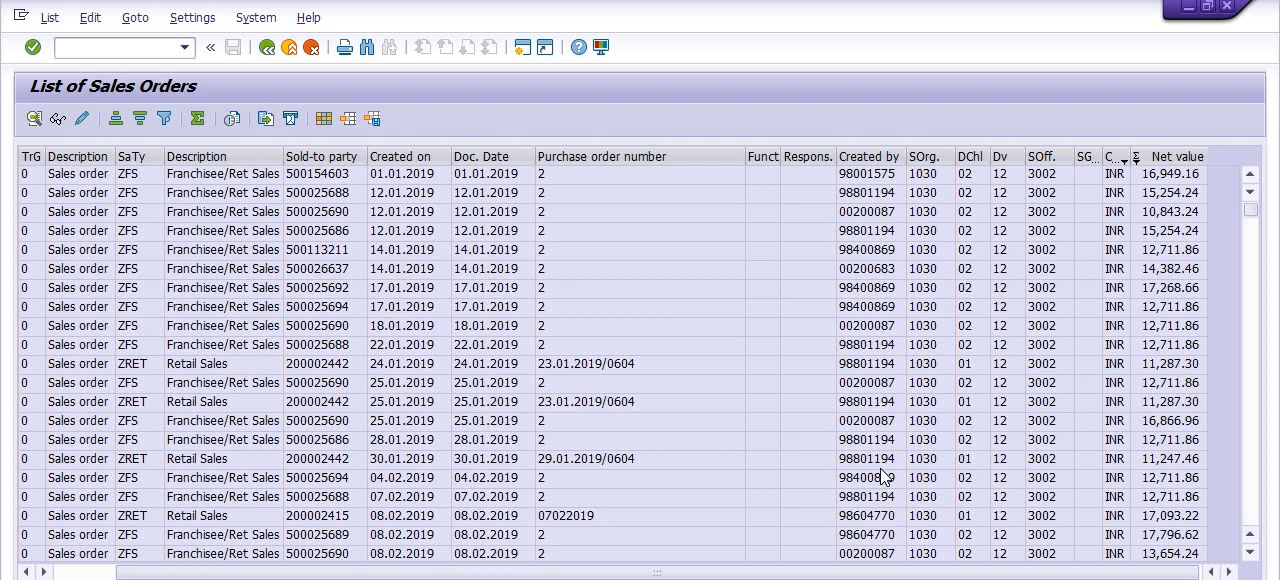 List Edit Goto Settings System Help
List of Sales Orders
TrG Description SaTy Description Sold-to party Created on Doc. Date Purchase order number Funct Respons. Created by SOrg. DChl Dv SOff. SG... C... Σ Net value
0 Sales order ZFS Franchisee/Ret Sales 500154603 01.01.2019 01.01.2019 2 98001575 1030 02 12 3002 INR 16,949.16
0 Sales order ZFS Franchisee/Ret Sales 500025688 12.01.2019 12.01.2019 2 98801194 1030 02 12 3002 INR 15,254.24
0 Sales order ZFS Franchisee/Ret Sales 500025690 12.01.2019 12.01.2019 2 00200087 1030 02 12 3002 INR 10,843.24
0 Sales order ZFS Franchisee/Ret Sales 500025686 12.01.2019 12.01.2019 2 98801194 1030 02 12 3002 INR 15,254.24
0 Sales order ZFS Franchisee/Ret Sales 500113211 14.01.2019 14.01.2019 2 98400869 1030 02 12 3002 INR 12,711.86
0 Sales order ZFS Franchisee/Ret Sales 500026637 14.01.2019 14.01.2019 2 00200683 1030 02 12 3002 INR 14,382.46
0 Sales order ZFS Franchisee/Ret Sales 500025692 17.01.2019 17.01.2019 2 98400869 1030 02 12 3002 INR 17,268.66
0 Sales order ZFS Franchisee/Ret Sales 500025694 17.01.2019 17.01.2019 2 98400869 1030 02 12 3002 INR 12,711.86
0 Sales order ZFS Franchisee/Ret Sales 500025690 18.01.2019 18.01.2019 2 00200087 1030 02 12 3002 INR 12,711.86
0 Sales order ZFS Franchisee/Ret Sales 500025688 22.01.2019 22.01.2019 2 98801194 1030 02 12 3002 INR 12,711.86
0 Sales order ZRET Retail Sales 200002442 24.01.2019 24.01.2019 23.01.2019/0604 98801194 1030 01 12 3002 INR 11,287.30
0 Sales order ZFS Franchisee/Ret Sales 500025690 25.01.2019 25.01.2019 2 00200087 1030 02 12 3002 INR 12,711.86
0 Sales order ZRET Retail Sales 200002442 25.01.2019 25.01.2019 23.01.2019/0604 98801194 1030 01 12 3002 INR 11,287.30
0 Sales order ZFS Franchisee/Ret Sales 500025690 25.01.2019 25.01.2019 2 00200087 1030 02 12 3002 INR 16,866.96
0 Sales order ZFS Franchisee/Ret Sales 500025686 28.01.2019 28.01.2019 2 98801194 1030 02 12 3002 INR 12,711.86
0 Sales order ZRET Retail Sales 200002442 30.01.2019 30.01.2019 29.01.2019/0604 98801194 1030 01 12 3002 INR 11,247.46
0 Sales order ZFS Franchisee/Ret Sales 500025694 04.02.2019 04.02.2019 2 1030 02 12 3002 INR 12,711.86
0 Sales order ZFS Franchisee/Ret Sales 500025688 07.02.2019 07.02.2019 2 98801194 1030 02 12 3002 INR 12,711.86
0 Sales order ZRET Retail Sales 200002415 08.02.2019 08.02.2019 07022019 98604770 1030 01 12 3002 INR 17,093.22
0 Sales order ZFS Franchisee/Ret Sales 500025689 08.02.2019 08.02.2019 2 98604770 1030 02 12 3002 INR 17,796.62
0 Sales order ZFS Franchisee/Ret Sales 500025690 08.02.2019 08.02.2019 2 00200087 1030 02 12 3002 INR 13,654.24